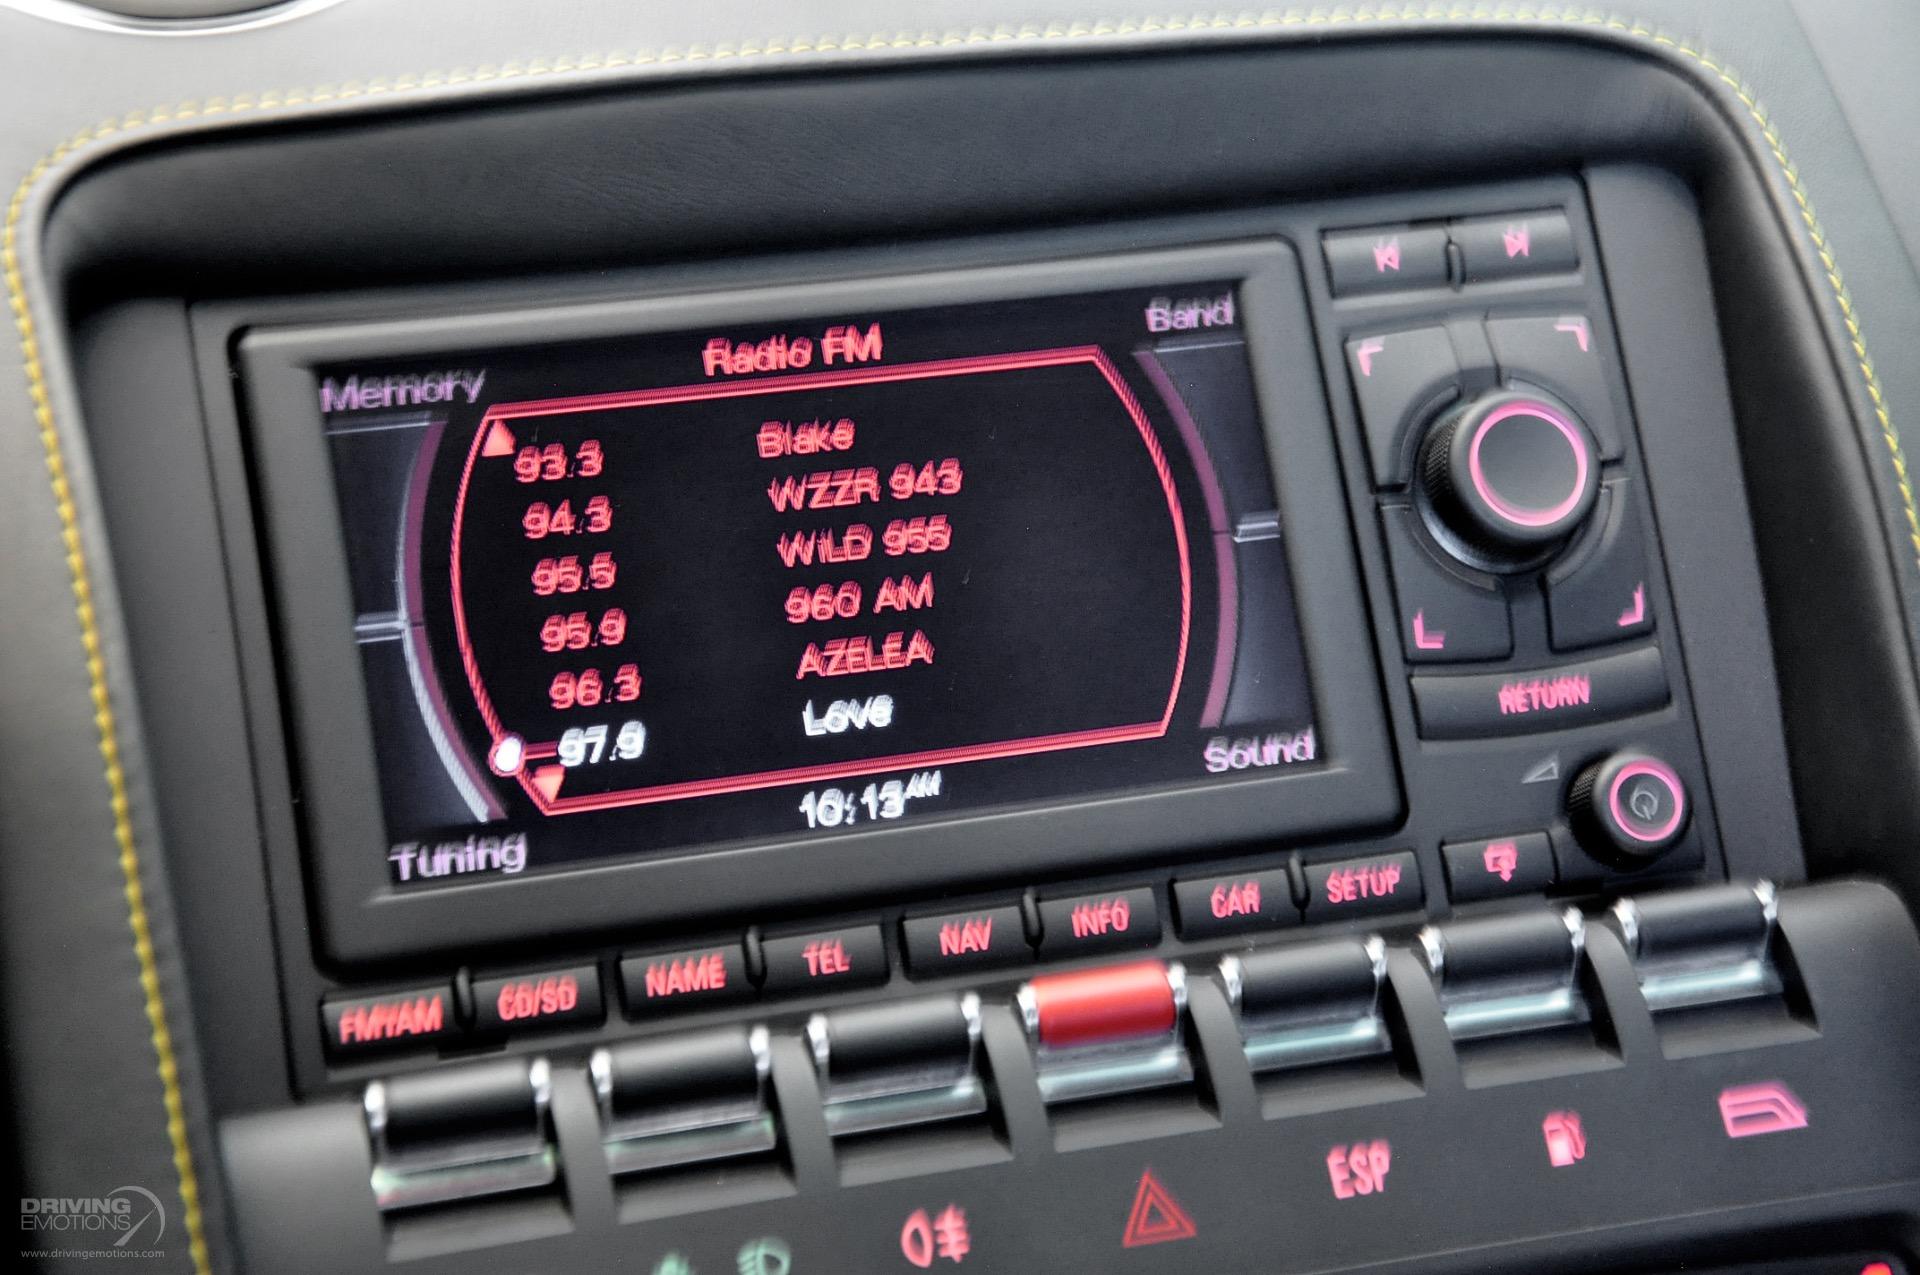 Memory
Radio FM
Band
93.3 Blake
94.3 WZZR 943
95.5 WiLD 955
95.9 960 AM
96.3 AZELEA
97.9 Love
10:13 AM
Tuning
Sound
RETURN
FM/AM CD/SD NAME TEL NAV INFO CAR SETUP
ESP
DRIVING
EMOTIONS
www.drivingemotions.com